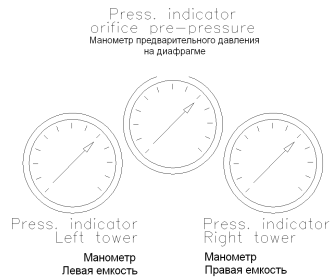 Press. indicator
orifice pre-pressure
Манометр предварительного давления
на диафрагме
Press. indicator
Left tower
Манометр
Левая емкость
Press. indicator
Right tower
Манометр
Правая емкость